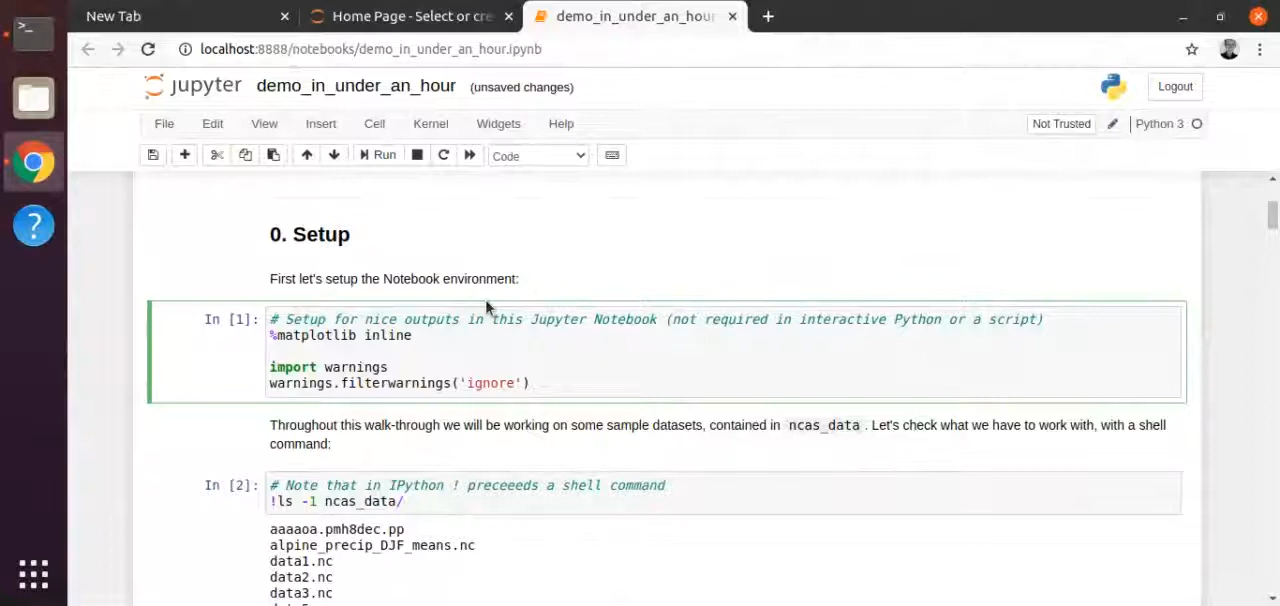 New Tab
Home Page - Select or cre
demo_in_under_an_hour
localhost:8888/notebooks/demo_in_under_an_hour.ipynb
jupyter demo_in_under_an_hour (unsaved changes)
Logout
File Edit View Insert Cell Kernel Widgets Help
Not Trusted
Python 3
Run
Code
0. Setup
First let's setup the Notebook environment:
In [1]: # Setup for nice outputs in this Jupyter Notebook (not required in interactive Python or a script)
%matplotlib inline
import warnings
warnings.filterwarnings('ignore')
Throughout this walk-through we will be working on some sample datasets, contained in ncas_data . Let's check what we have to work with, with a shell
command:
In [2]: # Note that in IPython ! preceeeds a shell command
!ls -1 ncas_data/
aaaaoa.pmh8dec.pp
alpine_precip_DJF_means.nc
data1.nc
data2.nc
data3.nc